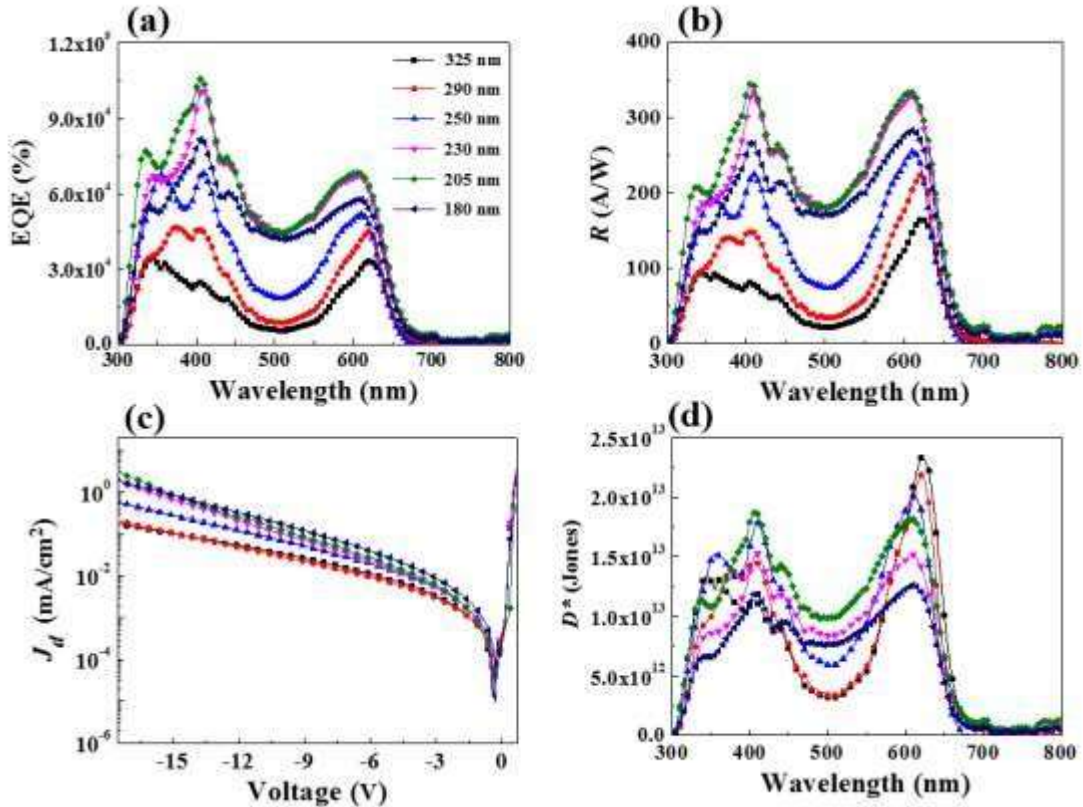 (a)
EQE (%)
1.2x10⁵
9.0x10⁴
6.0x10⁴
3.0x10⁴
0.0
325 nm
290 nm
250 nm
230 nm
205 nm
180 nm
300 400 500 600 700 800
Wavelength (nm)
(b)
R (A/W)
400
300
200
100
0
300 400 500 600 700 800
Wavelength (nm)
(c)
J_d (mA/cm²)
10⁰
10⁻²
10⁻⁴
10⁻⁶
-15 -12 -9 -6 -3 0
Voltage (V)
(d)
D* (Jones)
2.5x10¹³
2.0x10¹³
1.5x10¹³
1.0x10¹³
5.0x10¹²
0.0
300 400 500 600 700 800
Wavelength (nm)